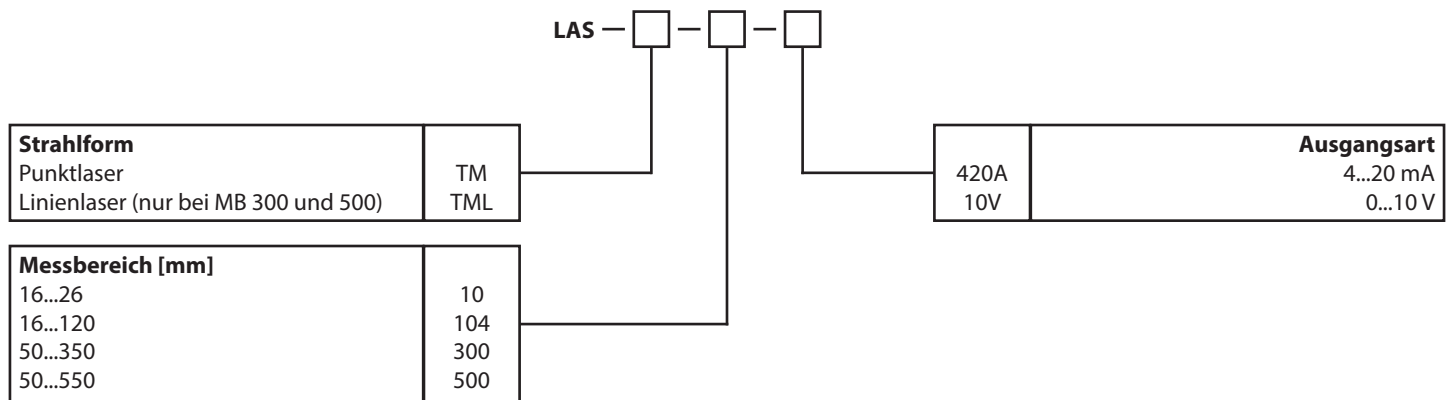 LAS — □ — □ — □
Strahlform
Punktlaser TM
Linienlaser (nur bei MB 300 und 500) TML
Ausgangsart
420A 4...20 mA
10V 0...10 V
Messbereich [mm]
16...26 10
16...120 104
50...350 300
50...550 500